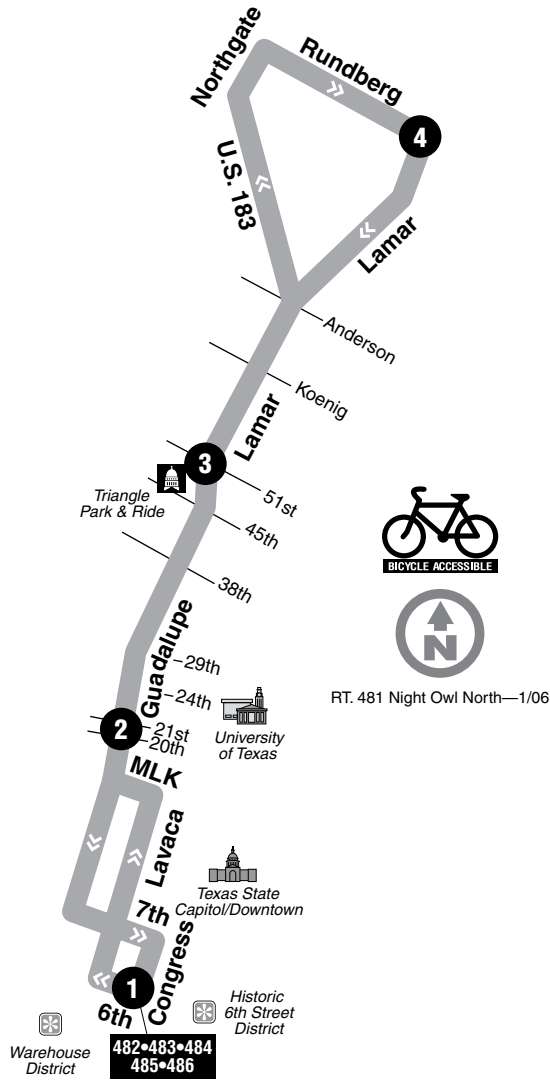 Northgate
Rundberg
4
U.S. 183
Lamar
Anderson
Koenig
Lamar
3
Triangle
Park & Ride
51st
45th
38th
BICYCLE ACCESSIBLE
N
RT. 481 Night Owl North—1/06
Guadalupe
29th
24th
University
of Texas
2
21st
20th
MLK
Lavaca
Texas State
Capitol/Downtown
7th
Congress
1
6th
Historic
6th Street
District
Warehouse
District
482•483•484
485•486